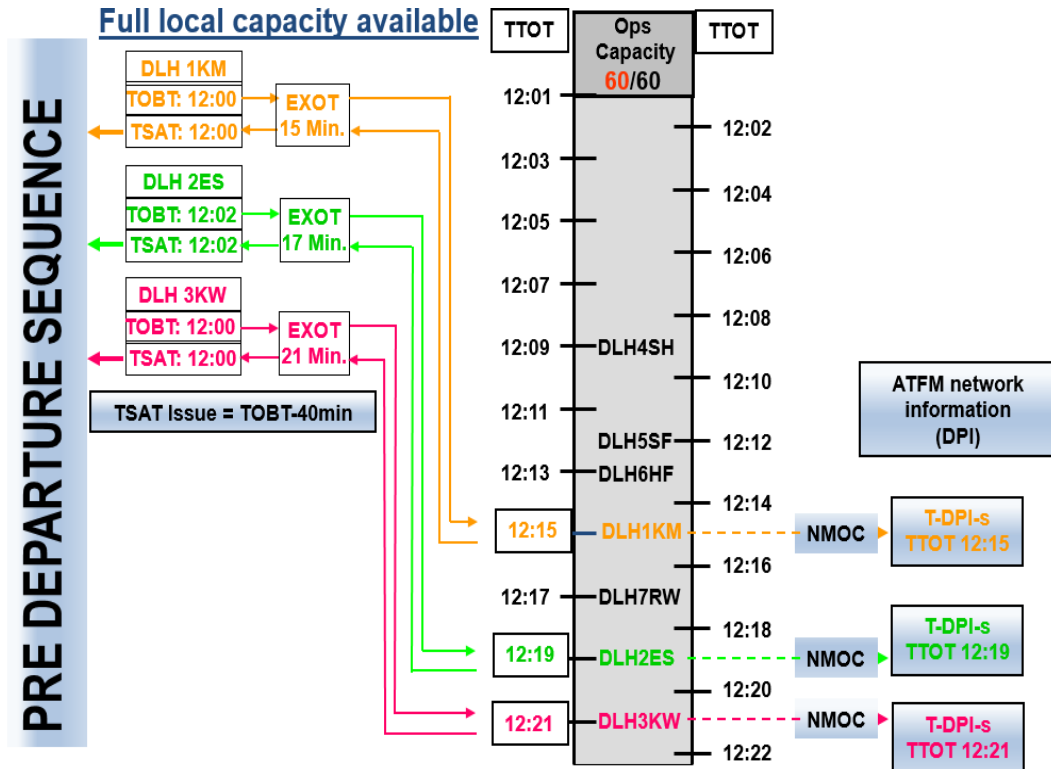 PRE DEPARTURE SEQUENCE
Full local capacity available
DLH 1KM
TOBT: 12:00
TSAT: 12:00
EXOT
15 Min.
DLH 2ES
TOBT: 12:02
TSAT: 12:02
EXOT
17 Min.
DLH 3KW
TOBT: 12:00
TSAT: 12:00
EXOT
21 Min.
TSAT Issue = TOBT-40min
TTOT
Ops
Capacity
60/60
TTOT
12:01
12:02
12:03
12:04
12:05
12:06
12:07
12:08
12:09 DLH4SH
12:10
12:11
DLH5SF 12:12
12:13 DLH6HF
12:14
12:15 DLH1KM
12:16
12:17 DLH7RW
12:18
12:19 DLH2ES
12:20
12:21 DLH3KW
12:22
ATFM network
information
(DPI)
NMOC
T-DPI-s
TTOT 12:15
NMOC
T-DPI-s
TTOT 12:19
NMOC
T-DPI-s
TTOT 12:21